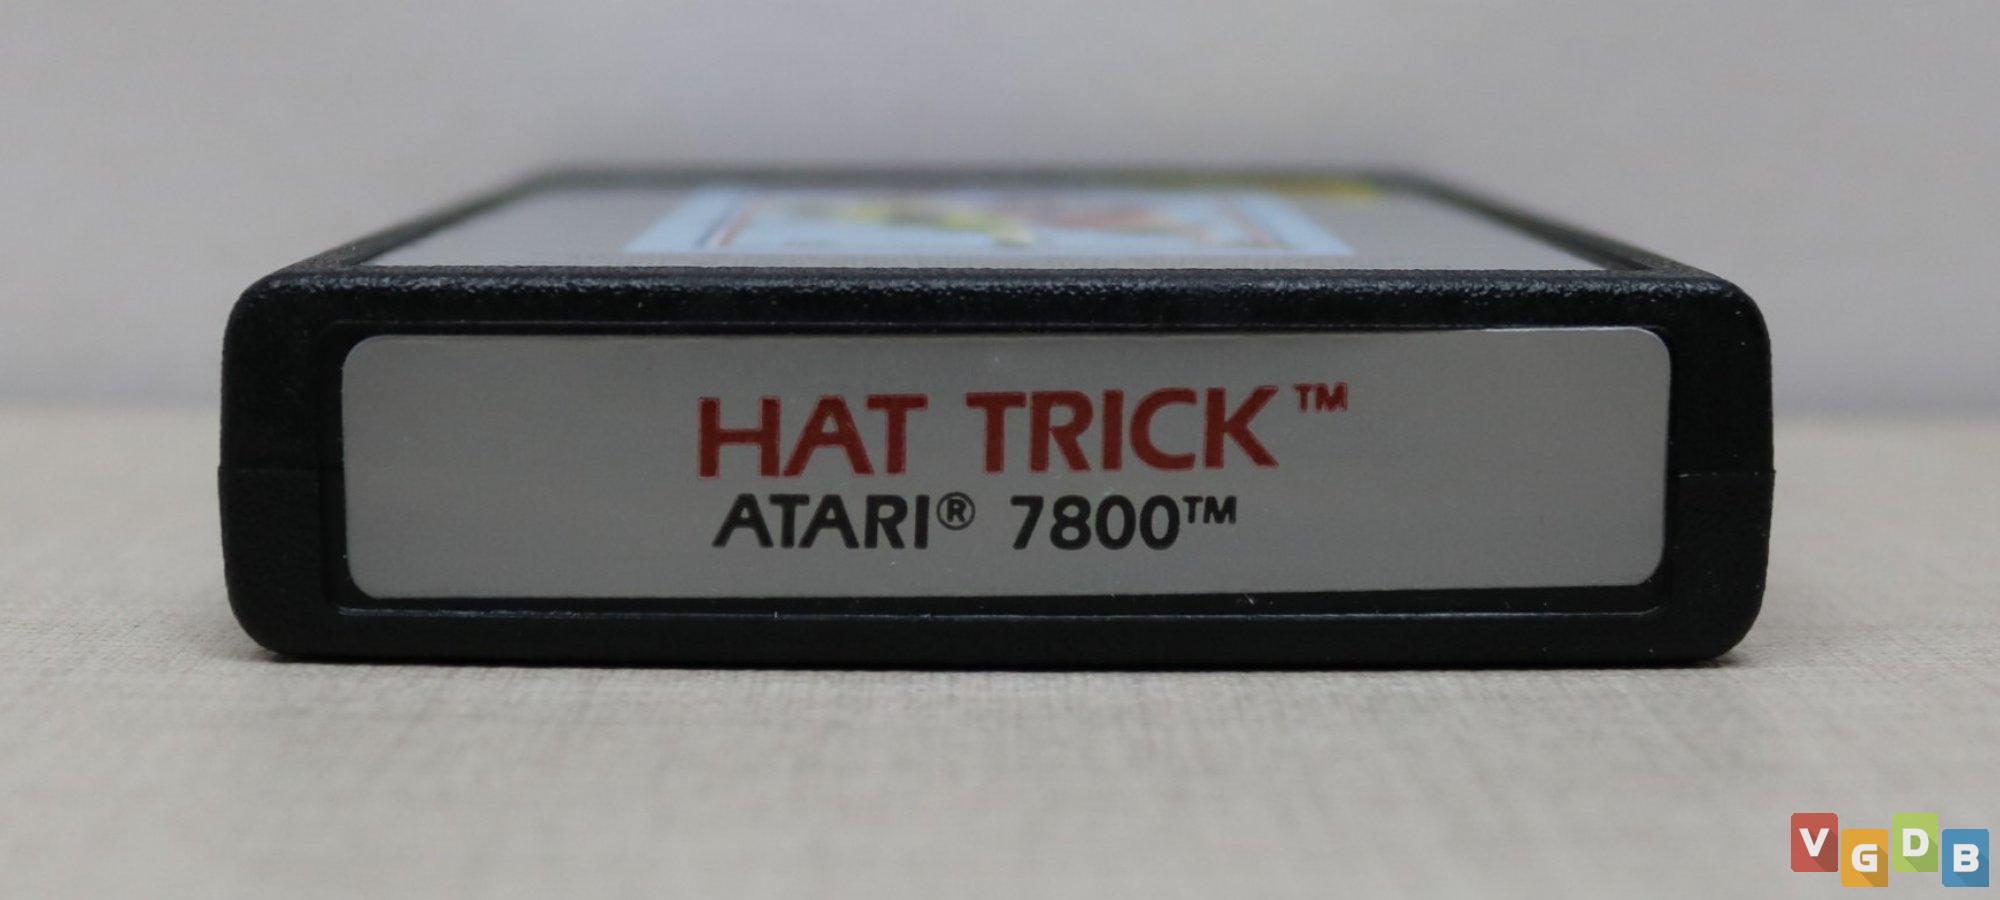 HAT TRICK™
ATARI® 7800™
VGDB